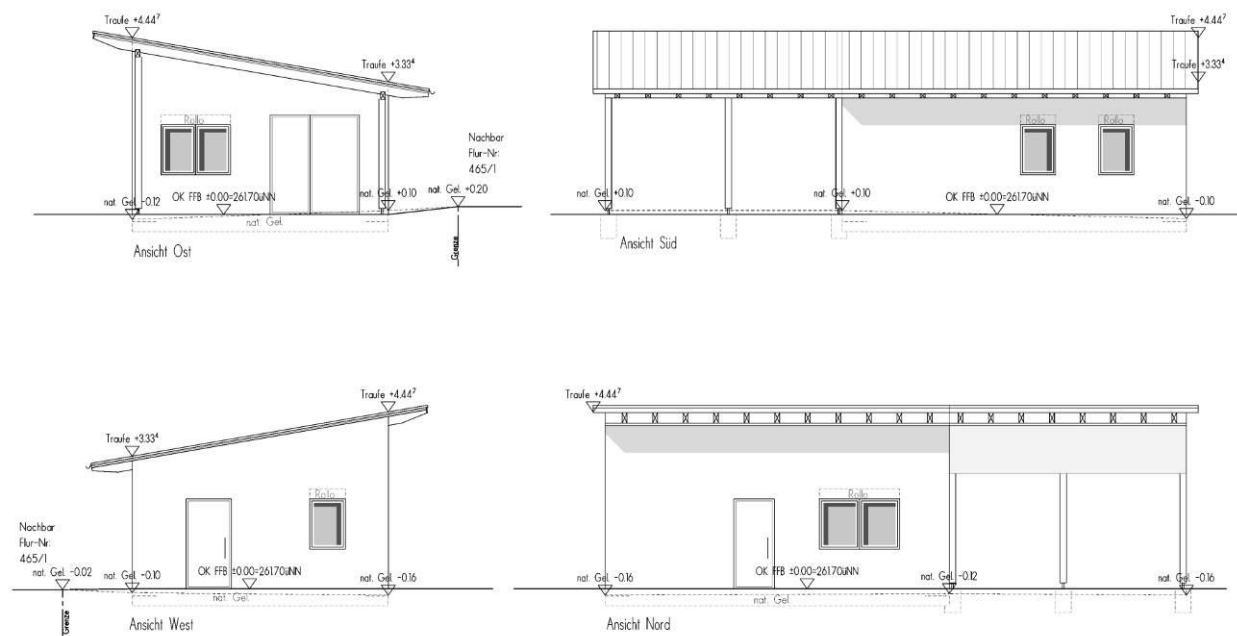 Traufe +4.44⁷
Traufe +3.33⁴
Rollo
Nachbar
Flur-Nr:
465/1
nat. Gel. -0.12
OK FFB ±0.00=261.70üNN
nat. Gel. +0.10
nat. Gel. +0.20
nat. Gel.
Grenze
Ansicht Ost
Traufe +4.44⁷
Traufe +3.33⁴
Rollo
Rollo
nat. Gel. +0.10
nat. Gel. +0.10
OK FFB ±0.00=261.70üNN
nat. Gel. -0.10
Ansicht Süd
Traufe +4.44⁷
Traufe +3.33⁴
Rollo
Nachbar
Flur-Nr:
465/1
nat. Gel. -0.02
nat. Gel. -0.10
OK FFB ±0.00=261.70üNN
nat. Gel. -0.16
nat. Gel.
Grenze
Ansicht West
Traufe +4.44⁷
Rollo
nat. Gel. -0.16
OK FFB ±0.00=261.70üNN
nat. Gel. -0.12
nat. Gel. -0.16
nat. Gel.
Ansicht Nord